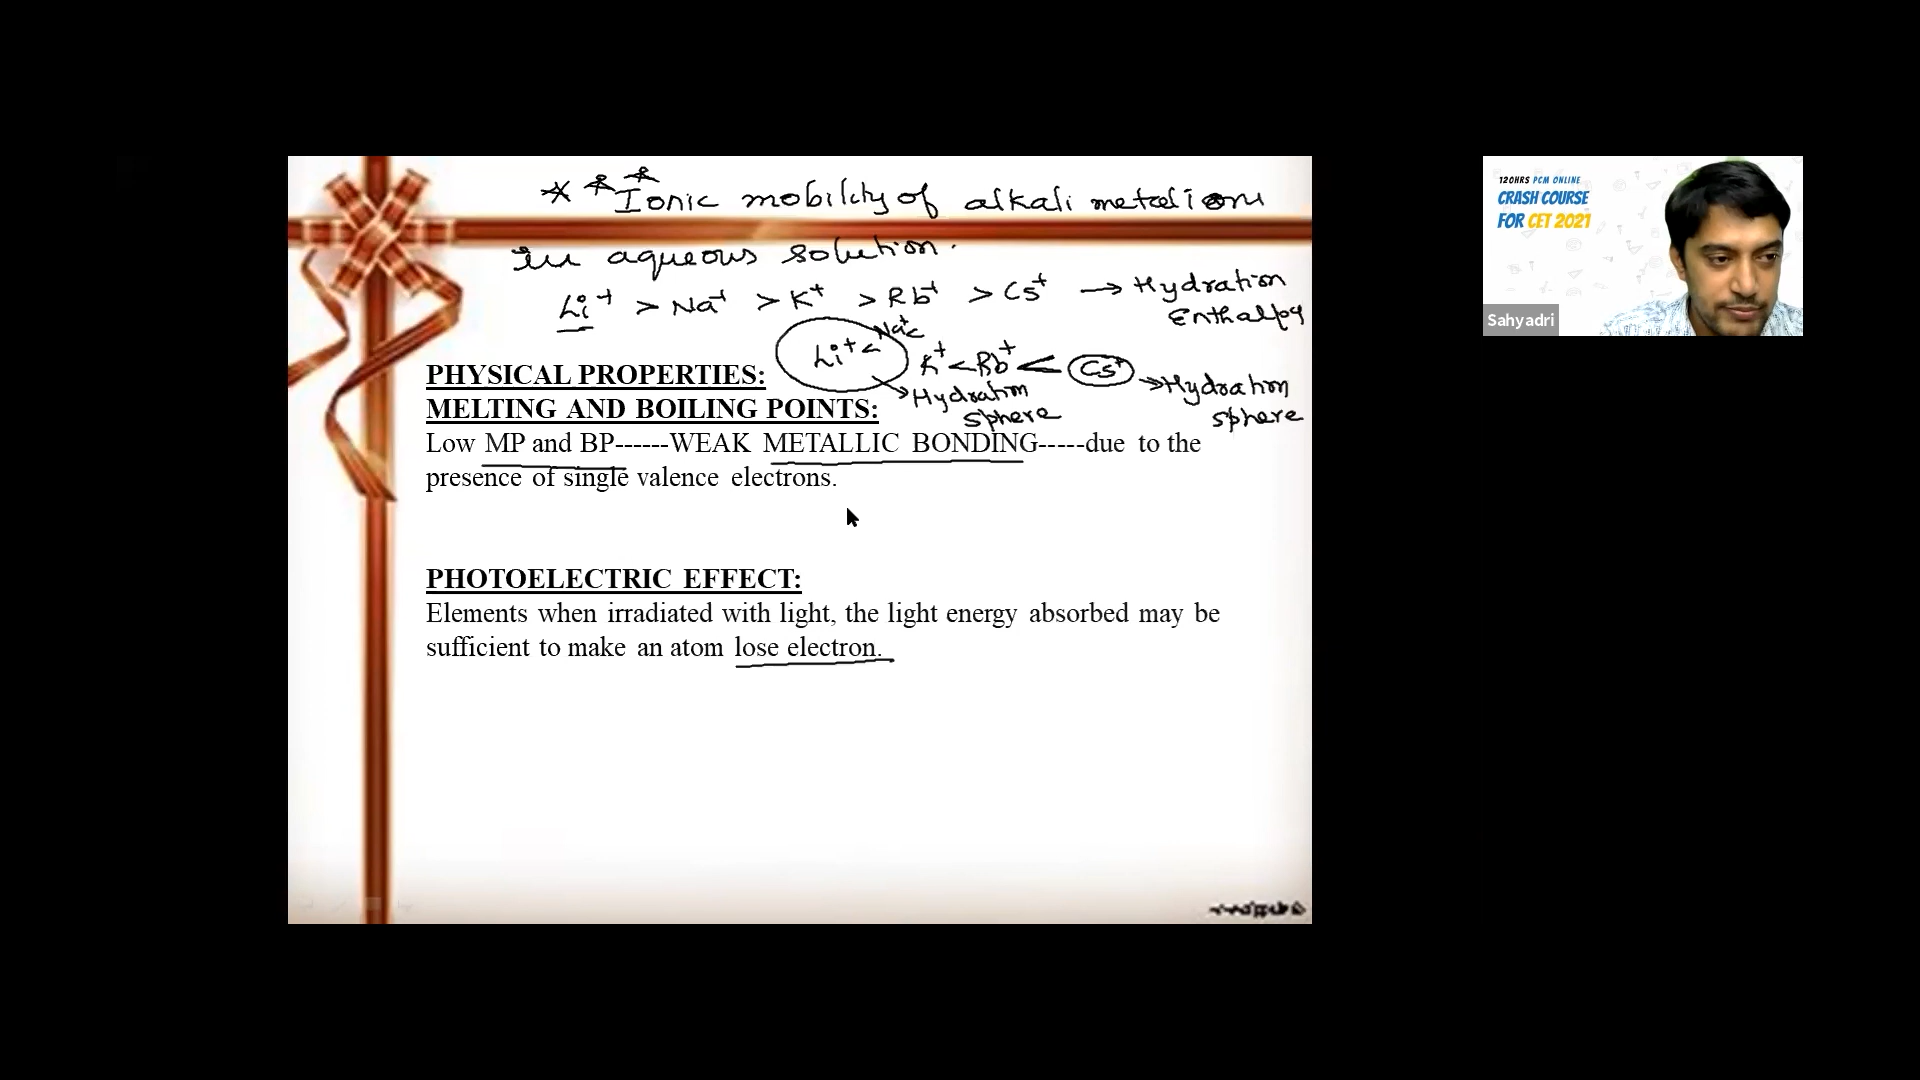 * * * Ionic mobility of alkali metal ions
in aqueous solution.
Li+ > Na+ > K+ > Rb+ > Cs+ → Hydration
Enthalpy
Li+ < Na+ < K+ < Rb+ < Cs+ → Hydration
sphere
→ Hydration
sphere
PHYSICAL PROPERTIES:
MELTING AND BOILING POINTS:
Low MP and BP------WEAK METALLIC BONDING-----due to the
presence of single valence electrons.
PHOTOELECTRIC EFFECT:
Elements when irradiated with light, the light energy absorbed may be
sufficient to make an atom lose electron.
120HRS PCM ONLINE
CRASH COURSE
FOR CET 2021
Sahyadri